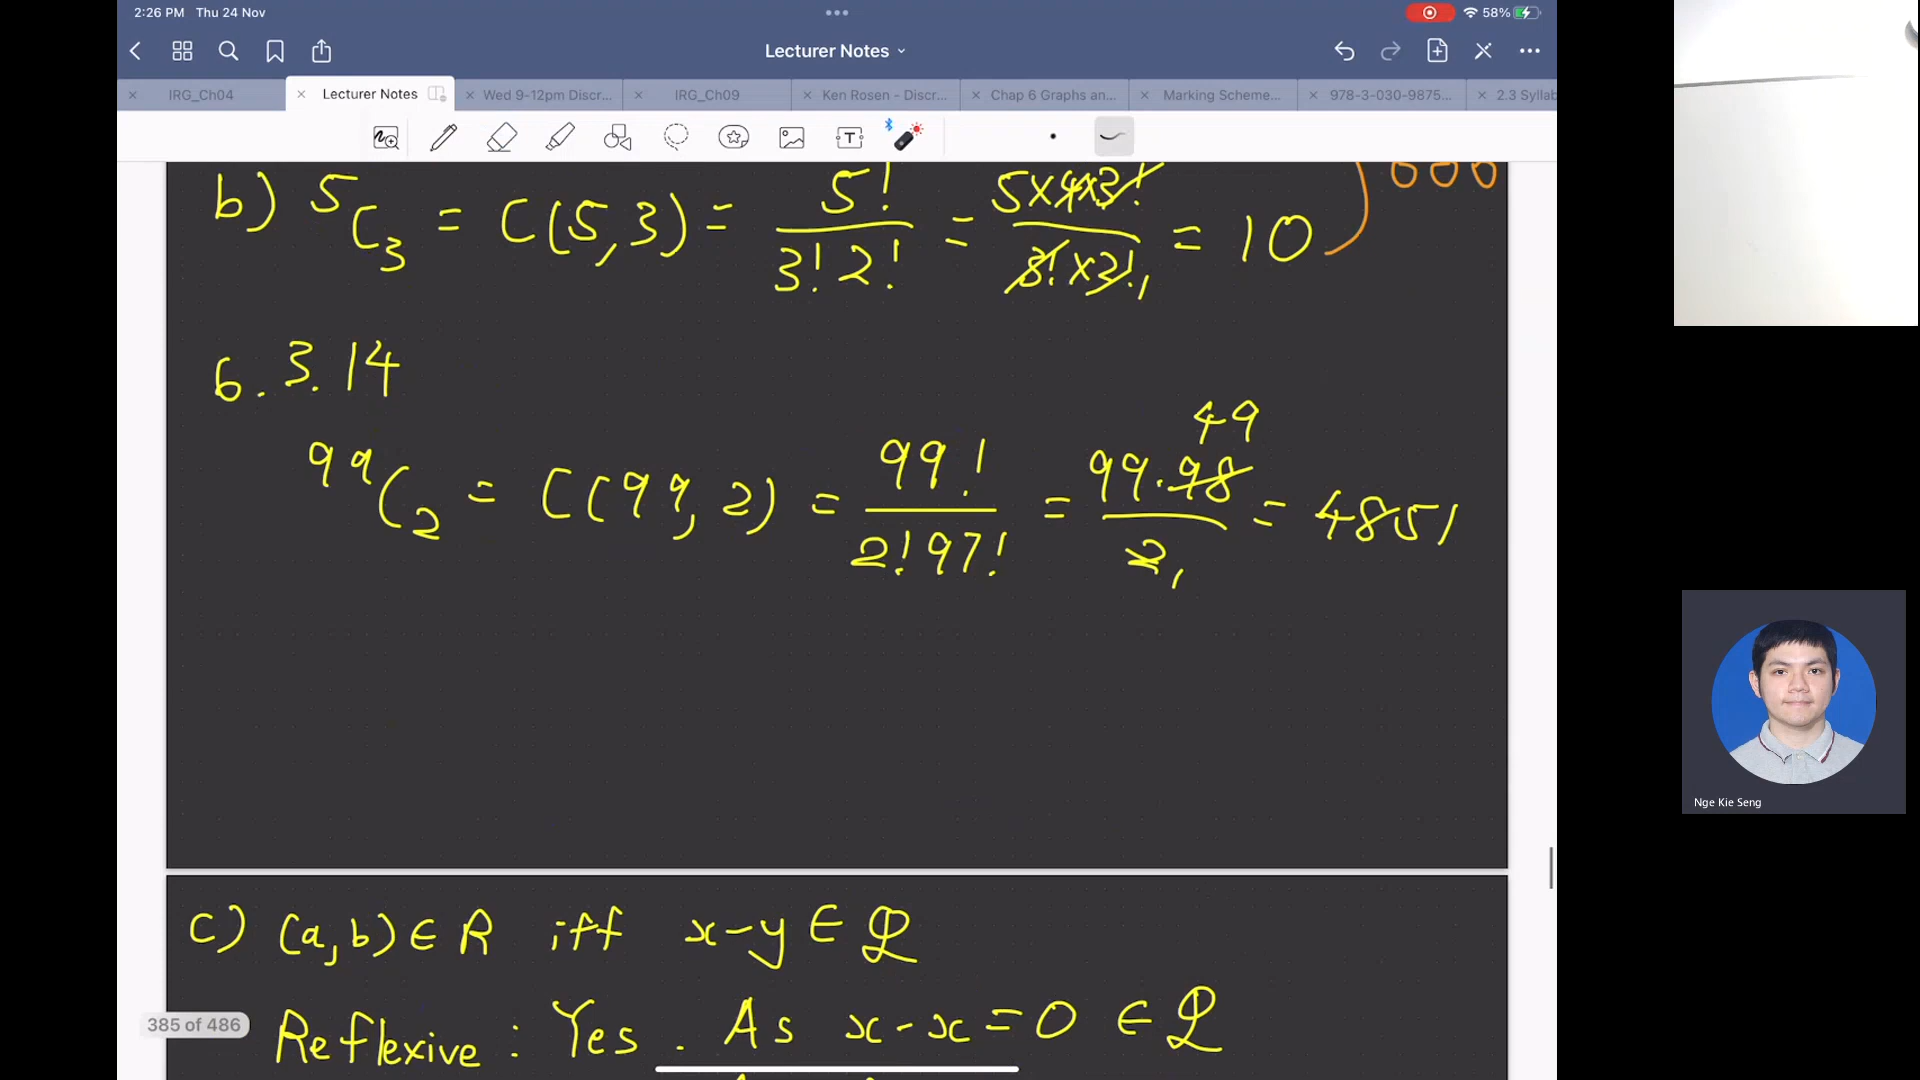 2:26 PM Thu 24 Nov
58%
Lecturer Notes
IRG_Ch04
Lecturer Notes
Wed 9-12pm Discr...
IRG_Ch09
Ken Rosen - Discr...
Chap 6 Graphs an...
Marking Scheme...
978-3-030-9875...
2.3 Syllab
b) ⁵C₃ = C(5,3) = 5!/3!2! = 5×4×3!/3!×2! = 10
6.3.14
49
⁹⁹C₂ = C(99,2) = 99!/2!97! = 99·98/2 = 4851
c) (a,b) ∈ R iff x-y ∈ Q
Reflexive : Yes. As x-x = 0 ∈ Q
385 of 486
Nge Kie Seng